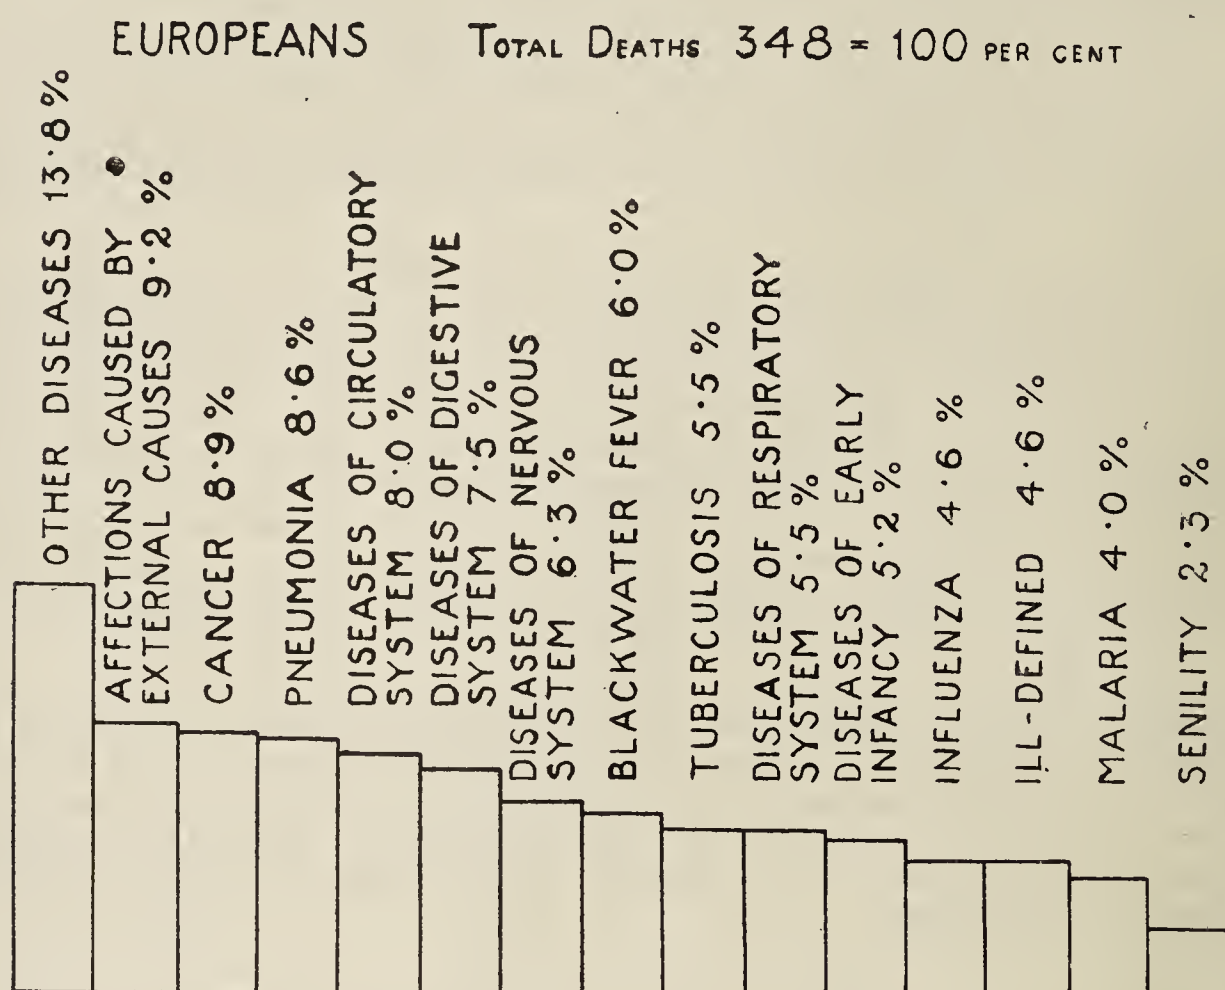 EUROPEANS TOTAL DEATHS 348 = 100 PER CENT
OTHER DISEASES 13·8%
AFFECTIONS CAUSED BY
EXTERNAL CAUSES 9·2 %
CANCER 8·9%
PNEUMONIA 8·6%
DISEASES OF CIRCULATORY
SYSTEM 8·0%
DISEASES OF DIGESTIVE
SYSTEM 7·5%
DISEASES OF NERVOUS
SYSTEM 6·3%
BLACKWATER FEVER 6·0%
TUBERCULOSIS 5·5%
DISEASES OF RESPIRATORY
SYSTEM 5·5%
DISEASES OF EARLY
INFANCY 5·2%
INFLUENZA 4·6 %
ILL-DEFINED 4·6 %
MALARIA 4·0 %
SENILITY 2·3 %